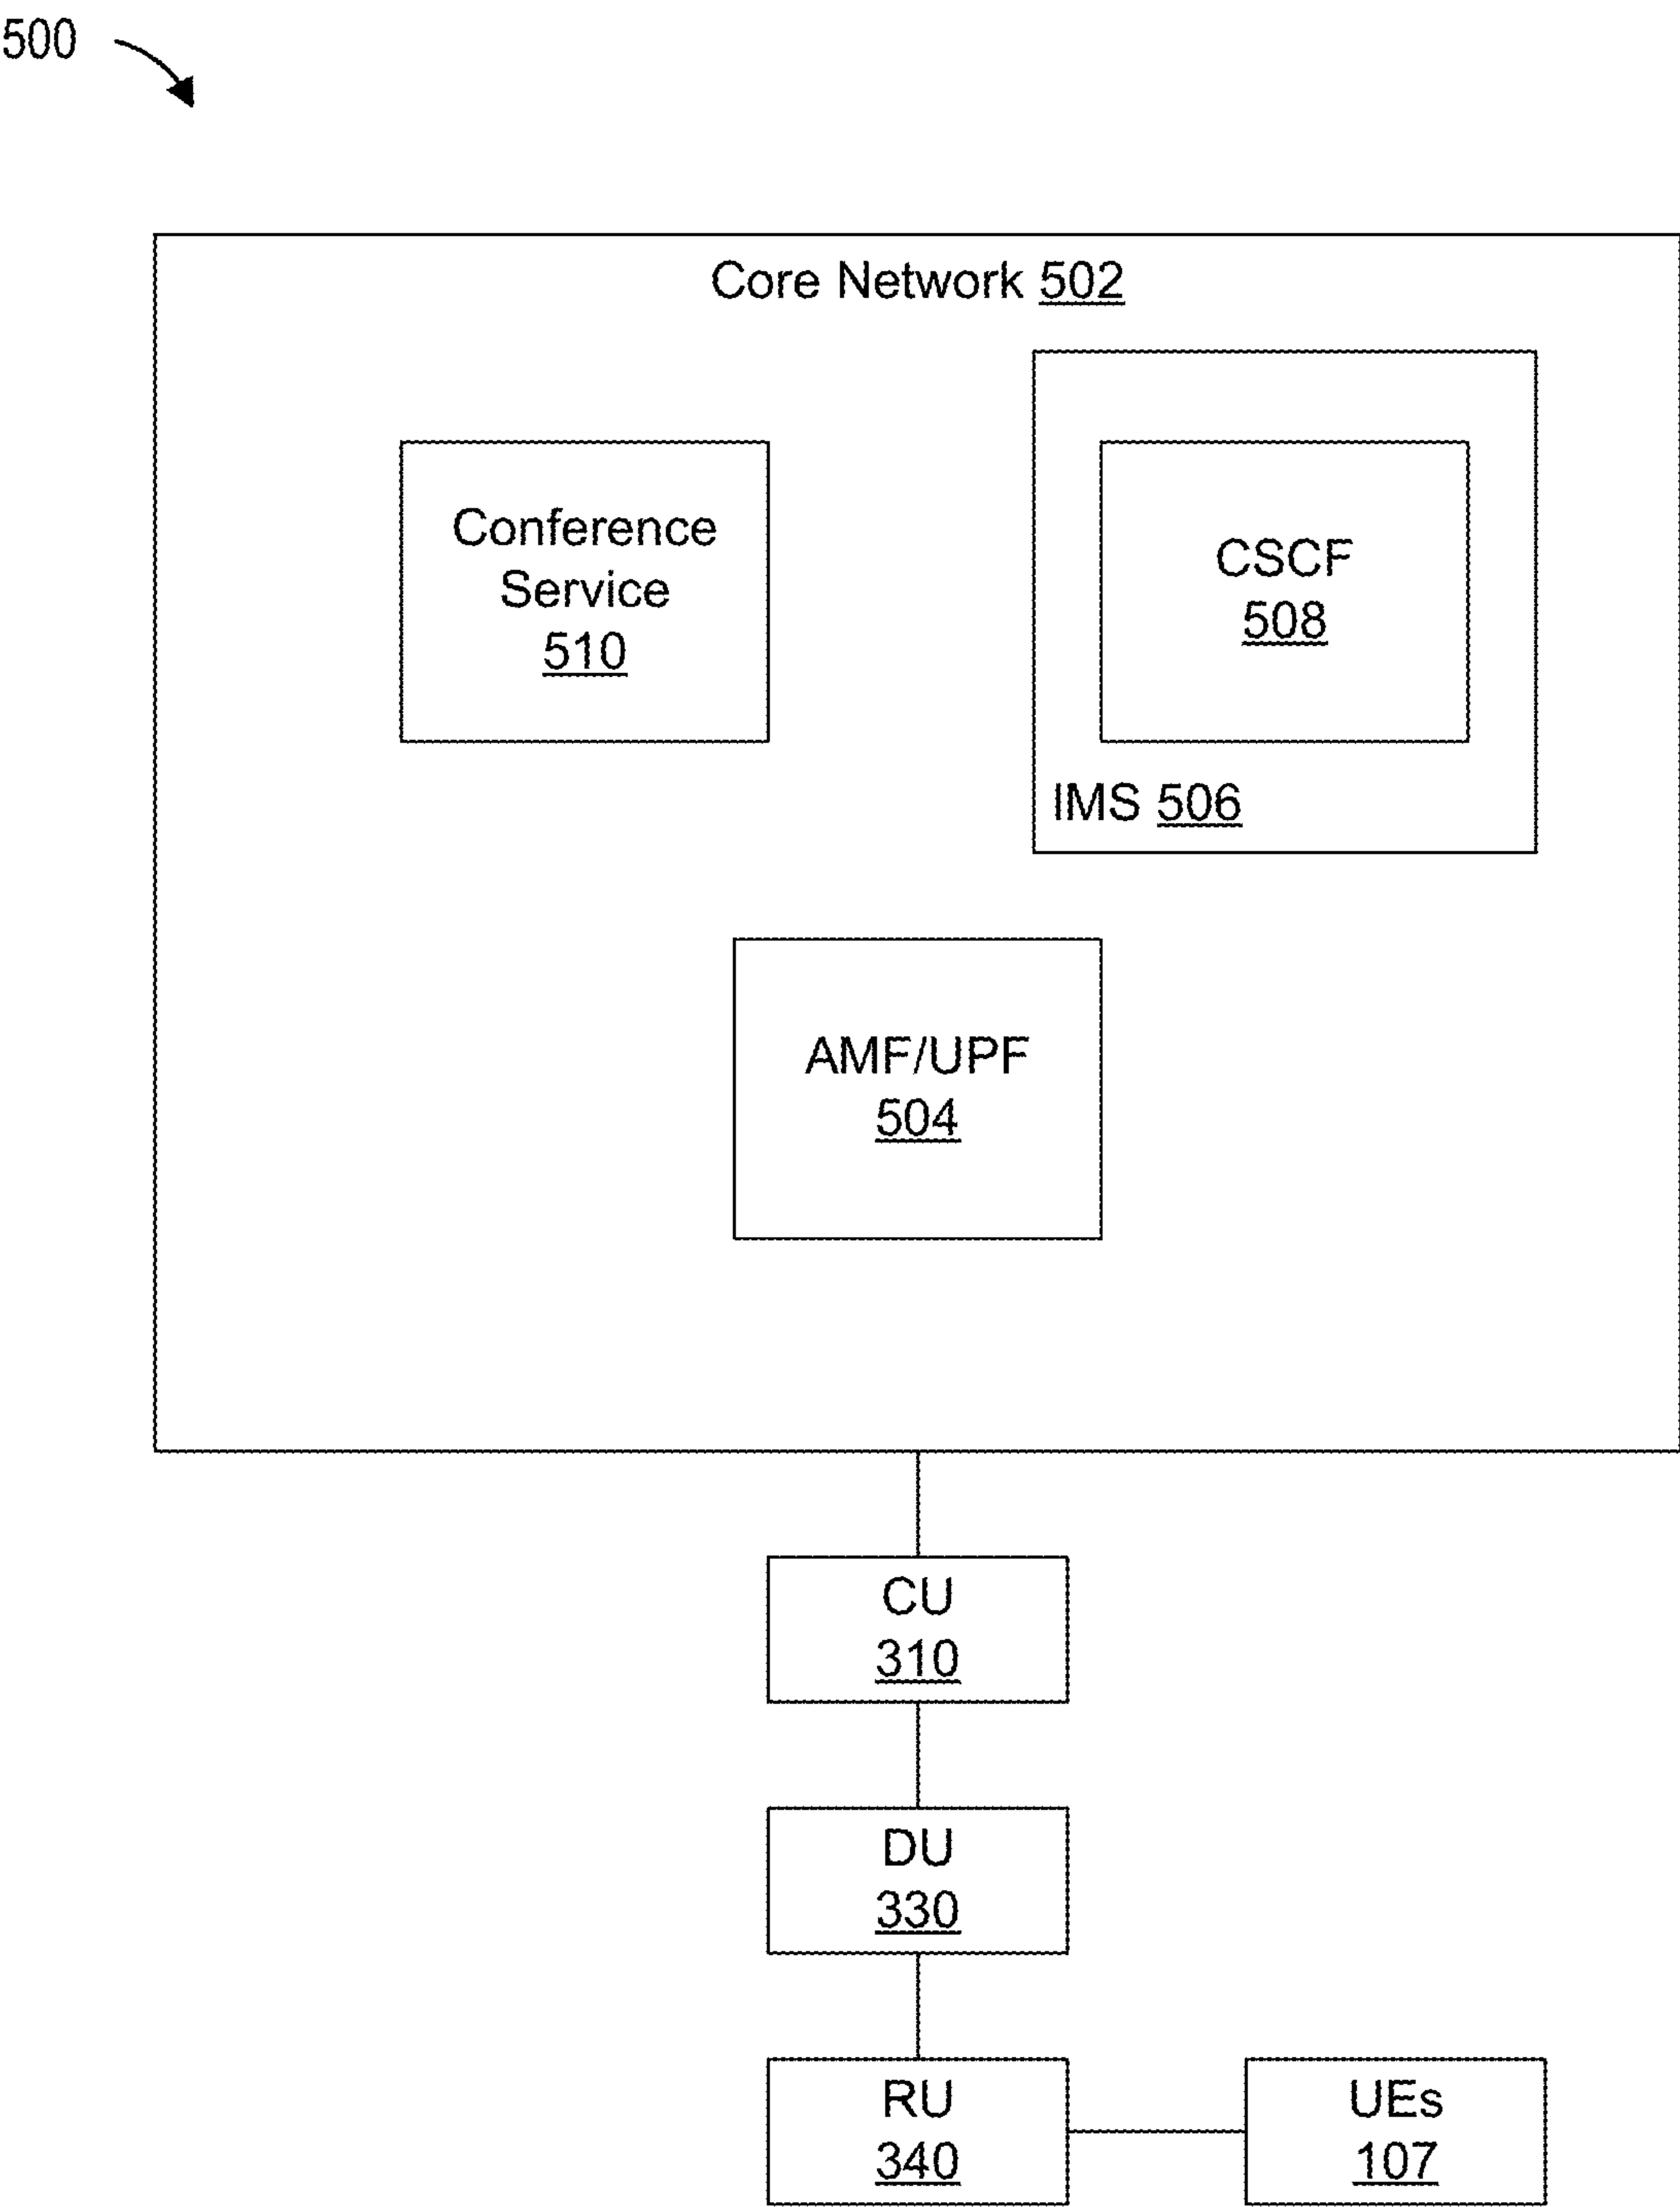 500
Core Network 502
Conference
Service
510
CSCF
508
IMS 506
AMF/UPF
504
CU
310
DU
330
RU
340
UEs
107